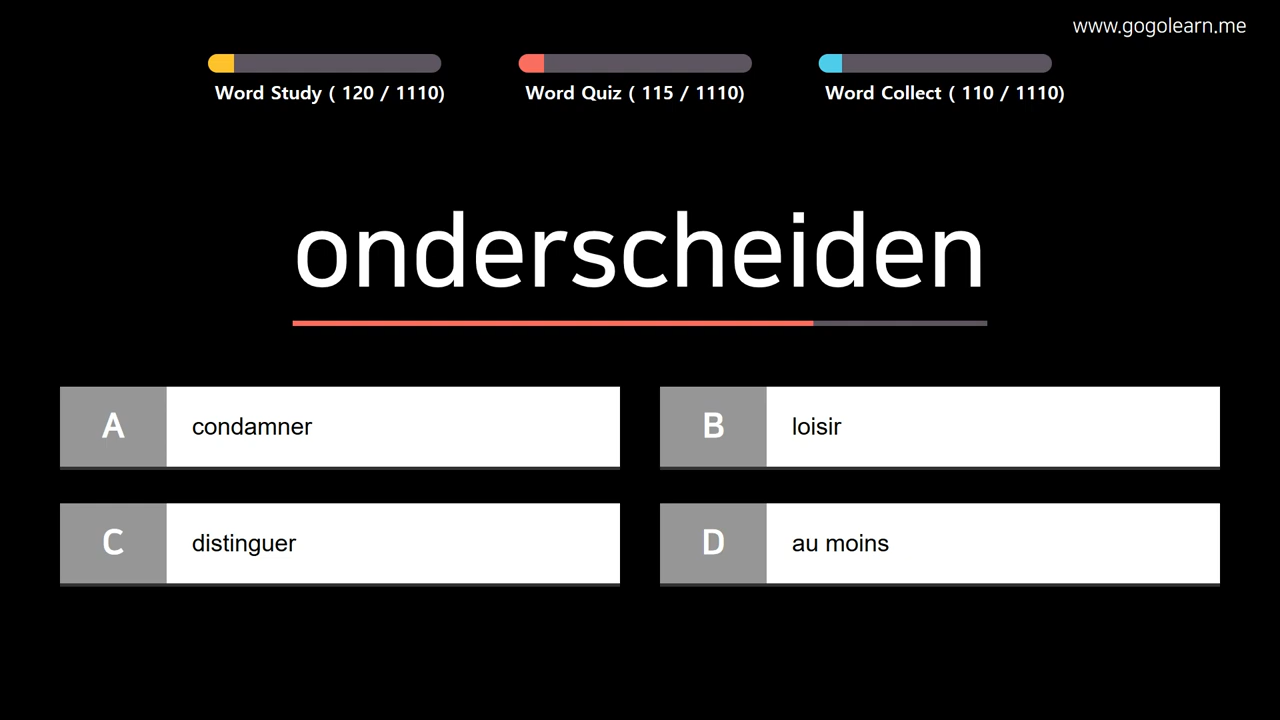 www.gogolearn.me
Word Study ( 120 / 1110)
Word Quiz ( 115 / 1110)
Word Collect ( 110 / 1110)
onderscheiden
A
condamner
B
loisir
C
distinguer
D
au moins